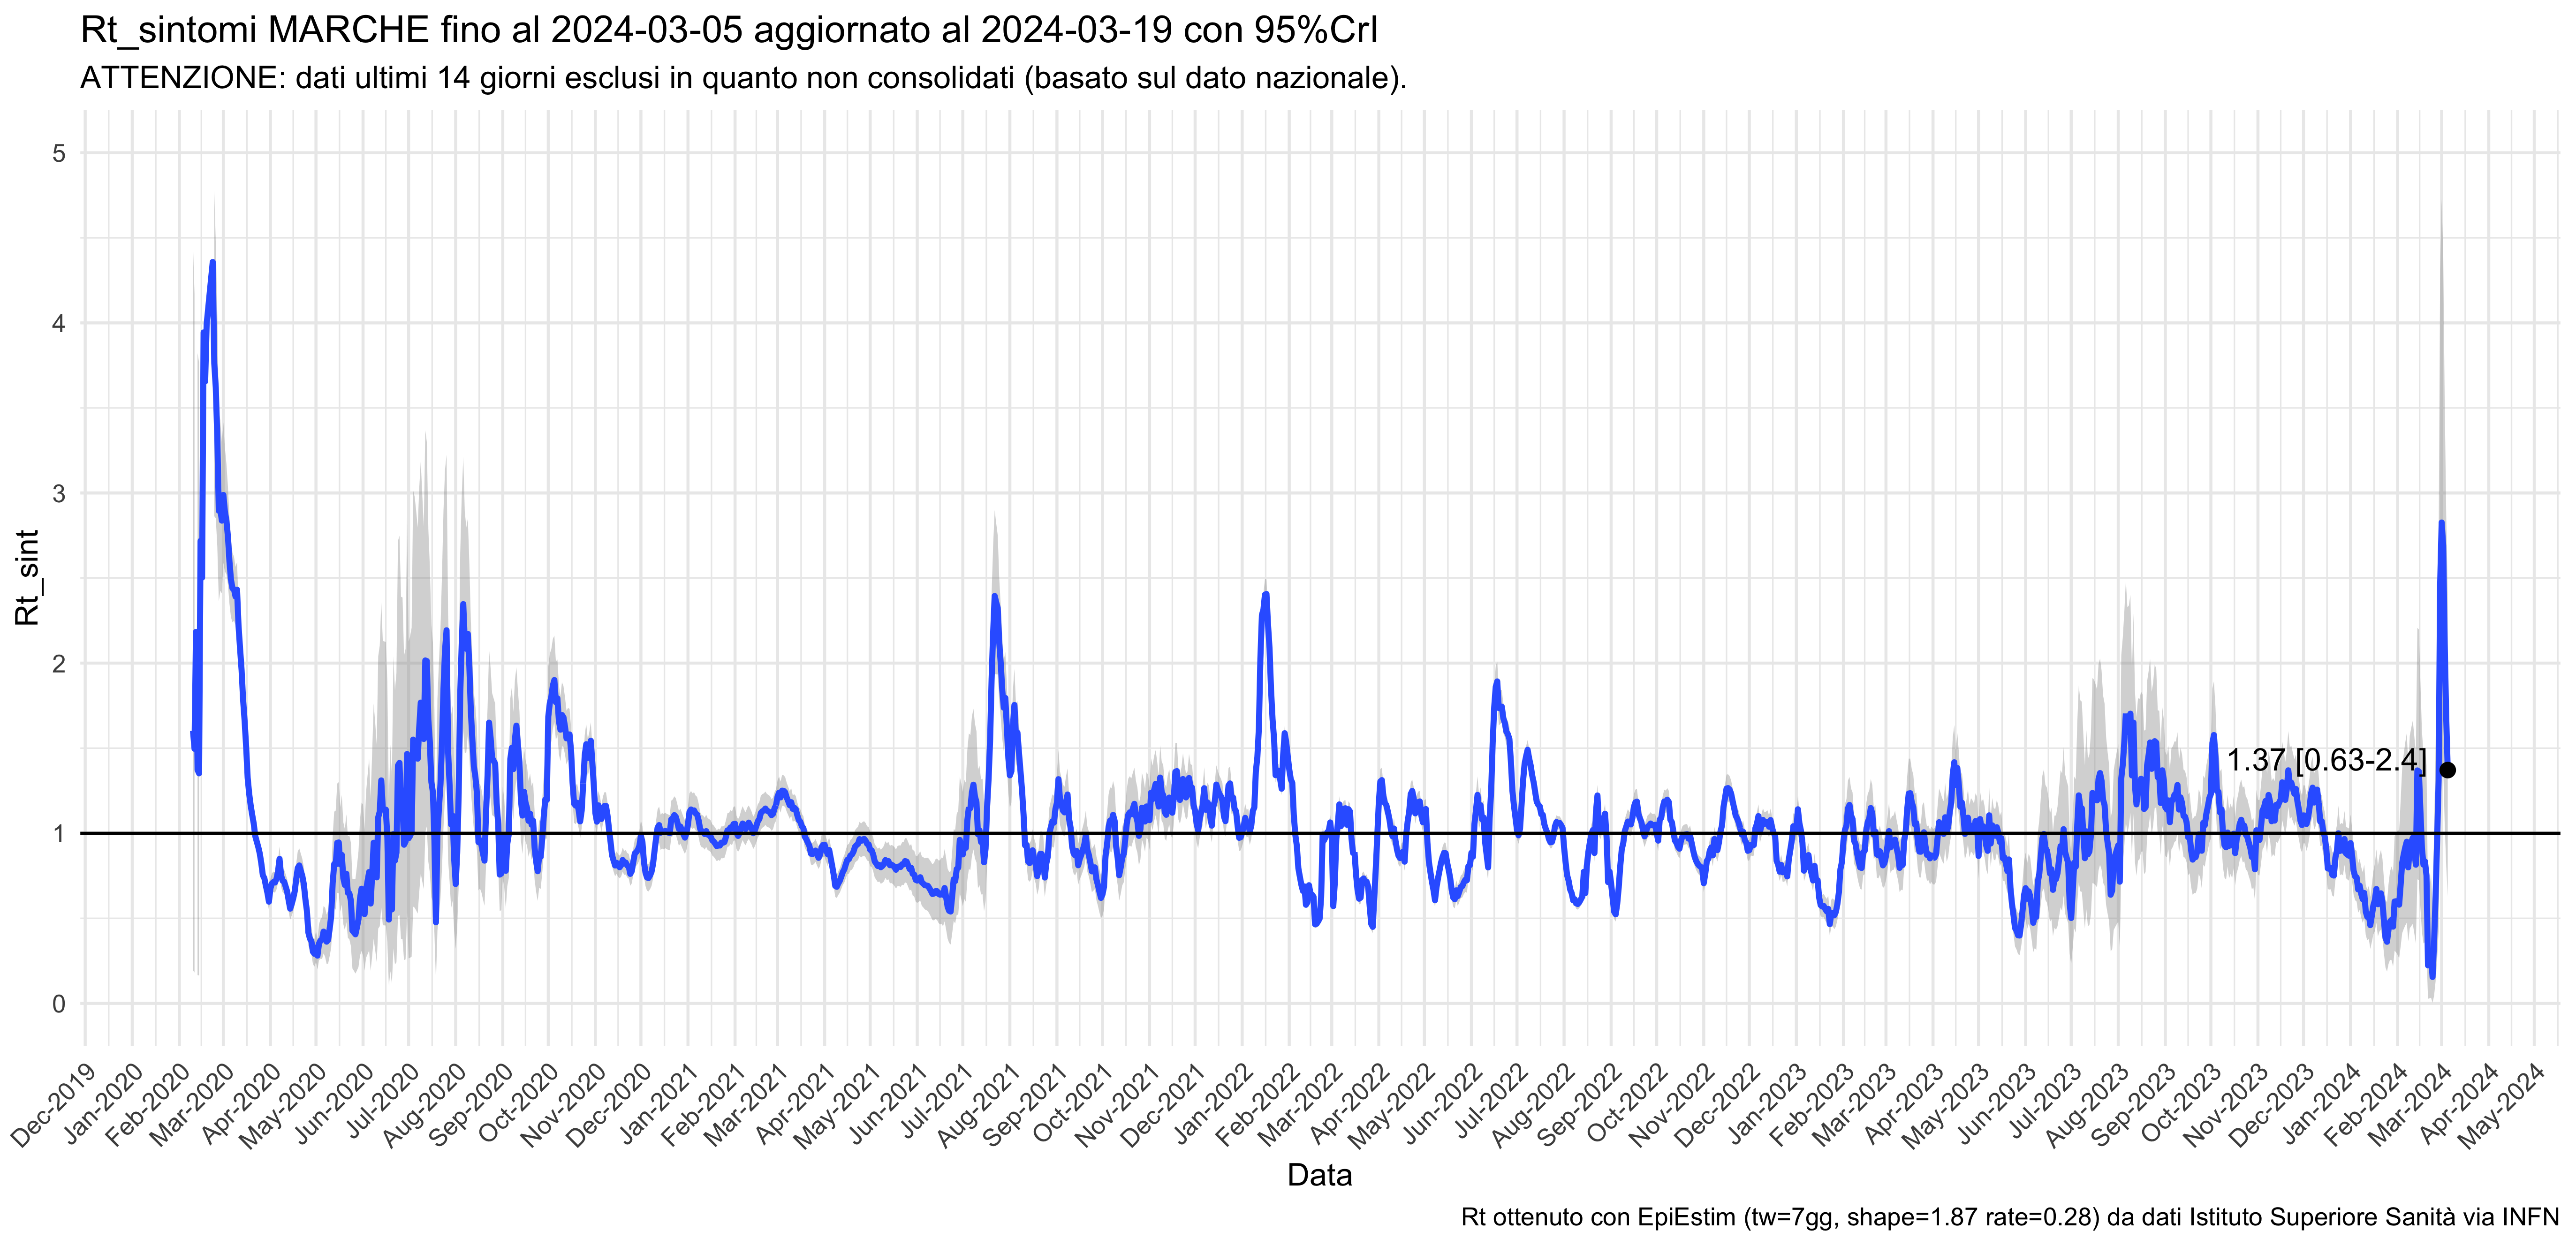 Rt_sintomi MARCHE fino al 2024-03-05 aggiornato al 2024-03-19 con 95%CrI
ATTENZIONE: dati ultimi 14 giorni esclusi in quanto non consolidati (basato sul dato nazionale).
5
4
3
2
1
0
Rt_sint
1.37 [0.63-2.4]
Dec-2019
Jan-2020
Feb-2020
Mar-2020
Apr-2020
May-2020
Jun-2020
Jul-2020
Aug-2020
Sep-2020
Oct-2020
Nov-2020
Dec-2020
Jan-2021
Feb-2021
Mar-2021
Apr-2021
May-2021
Jun-2021
Jul-2021
Aug-2021
Sep-2021
Oct-2021
Nov-2021
Dec-2021
Jan-2022
Feb-2022
Mar-2022
Apr-2022
May-2022
Jun-2022
Jul-2022
Aug-2022
Sep-2022
Oct-2022
Nov-2022
Dec-2022
Jan-2023
Feb-2023
Mar-2023
Apr-2023
May-2023
Jun-2023
Jul-2023
Aug-2023
Sep-2023
Oct-2023
Nov-2023
Dec-2023
Jan-2024
Feb-2024
Mar-2024
Apr-2024
May-2024
Data
Rt ottenuto con EpiEstim (tw=7gg, shape=1.87 rate=0.28) da dati Istituto Superiore Sanità via INFN